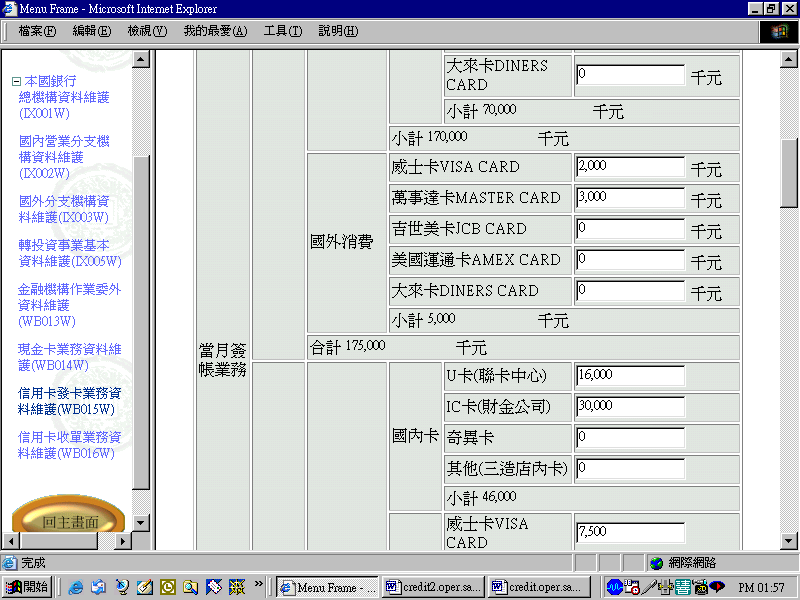 Menu Frame - Microsoft Internet Explorer
檔案(F) 編輯(E) 檢視(V) 我的最愛(A) 工具(T) 說明(H)
本國銀行
總機構資料維護
(IX001W)
國內營業分支機
構資料維護
(IX002W)
國外分支機構資
料維護(IX003W)
轉投資事業基本
資料維護(IX005W)
金融機構作業委外
資料維護
(WB013W)
現金卡業務資料維
護(WB014W)
信用卡發卡業務資
料維護(WB015W)
信用卡收單業務資
料維護(WB016W)
回主畫面
大來卡DINERS
CARD
0 千元
小計 70,000 千元
小計 170,000 千元
國外消費
威士卡VISA CARD 2,000 千元
萬事達卡MASTER CARD 3,000 千元
吉世美卡JCB CARD 0 千元
美國運通卡AMEX CARD 0 千元
大來卡DINERS CARD 0 千元
小計 5,000 千元
當月簽
帳業務
合計 175,000 千元
國內卡
U卡(聯卡中心) 16,000
IC卡(財金公司) 30,000
奇異卡 0
其他(三造店內卡) 0
小計 46,000
威士卡VISA
CARD
7,500
完成 網際網路
開始 Menu Frame - ... credit2.oper.sa... credit.oper.sa... PM 01:57